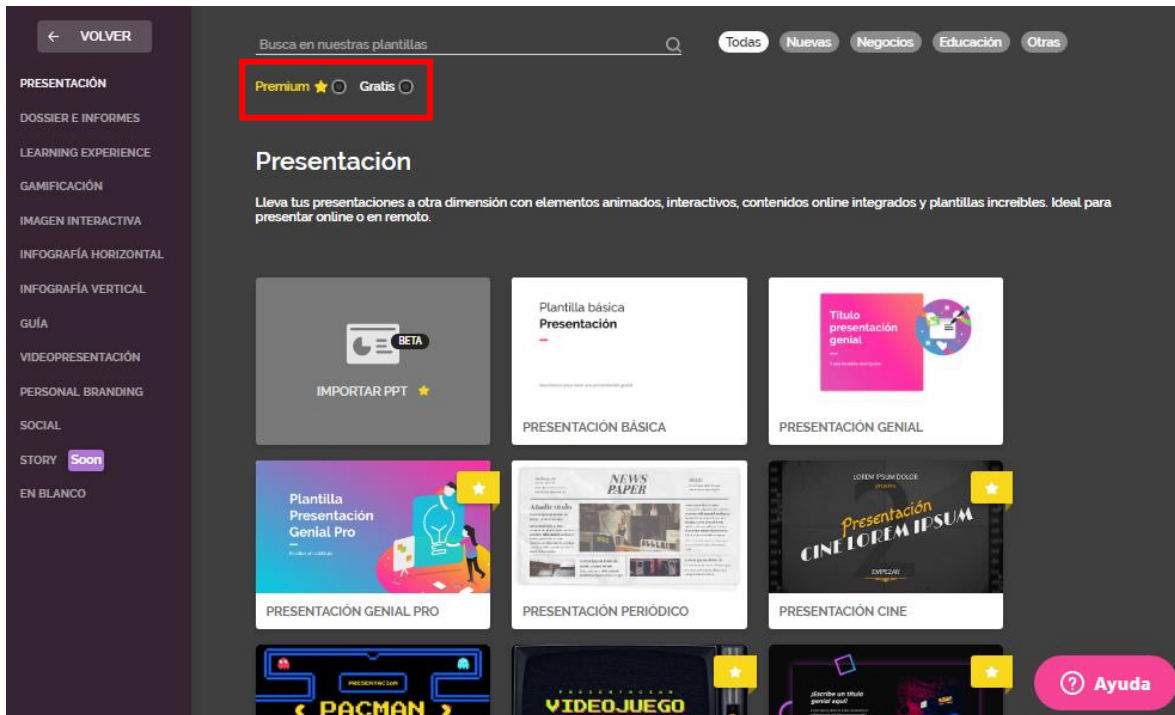 ← VOLVER
PRESENTACIÓN
DOSSIER E INFORMES
LEARNING EXPERIENCE
GAMIFICACIÓN
IMAGEN INTERACTIVA
INFOGRAFÍA HORIZONTAL
INFOGRAFÍA VERTICAL
GUÍA
VIDEOPRESENTACIÓN
PERSONAL BRANDING
SOCIAL
STORY Soon
EN BLANCO
Busca en nuestras plantillas
Todas Nuevas Negocios Educación Otras
Premium Gratis
Presentación
Lleva tus presentaciones a otra dimensión con elementos animados, interactivos, contenidos online integrados y plantillas increíbles. Ideal para
presentar online o en remoto.
BETA
IMPORTAR PPT
Plantilla básica
Presentación
PRESENTACIÓN BÁSICA
Título
presentación
genial
PRESENTACIÓN GENIAL
Plantilla
Presentación
Genial Pro
PRESENTACIÓN GENIAL PRO
NEWS
PAPER
Añade título
PRESENTACIÓN PERIÓDICO
LOREM IPSUM DOLOR
Presentación
CINE LOREM IPSUM
EMPEZAR
PRESENTACIÓN CINE
PRESENTACION
PACMAN
PRESENTACION
VIDEOJUEGO
¡Escribe un título
genial aquí!
Ayuda